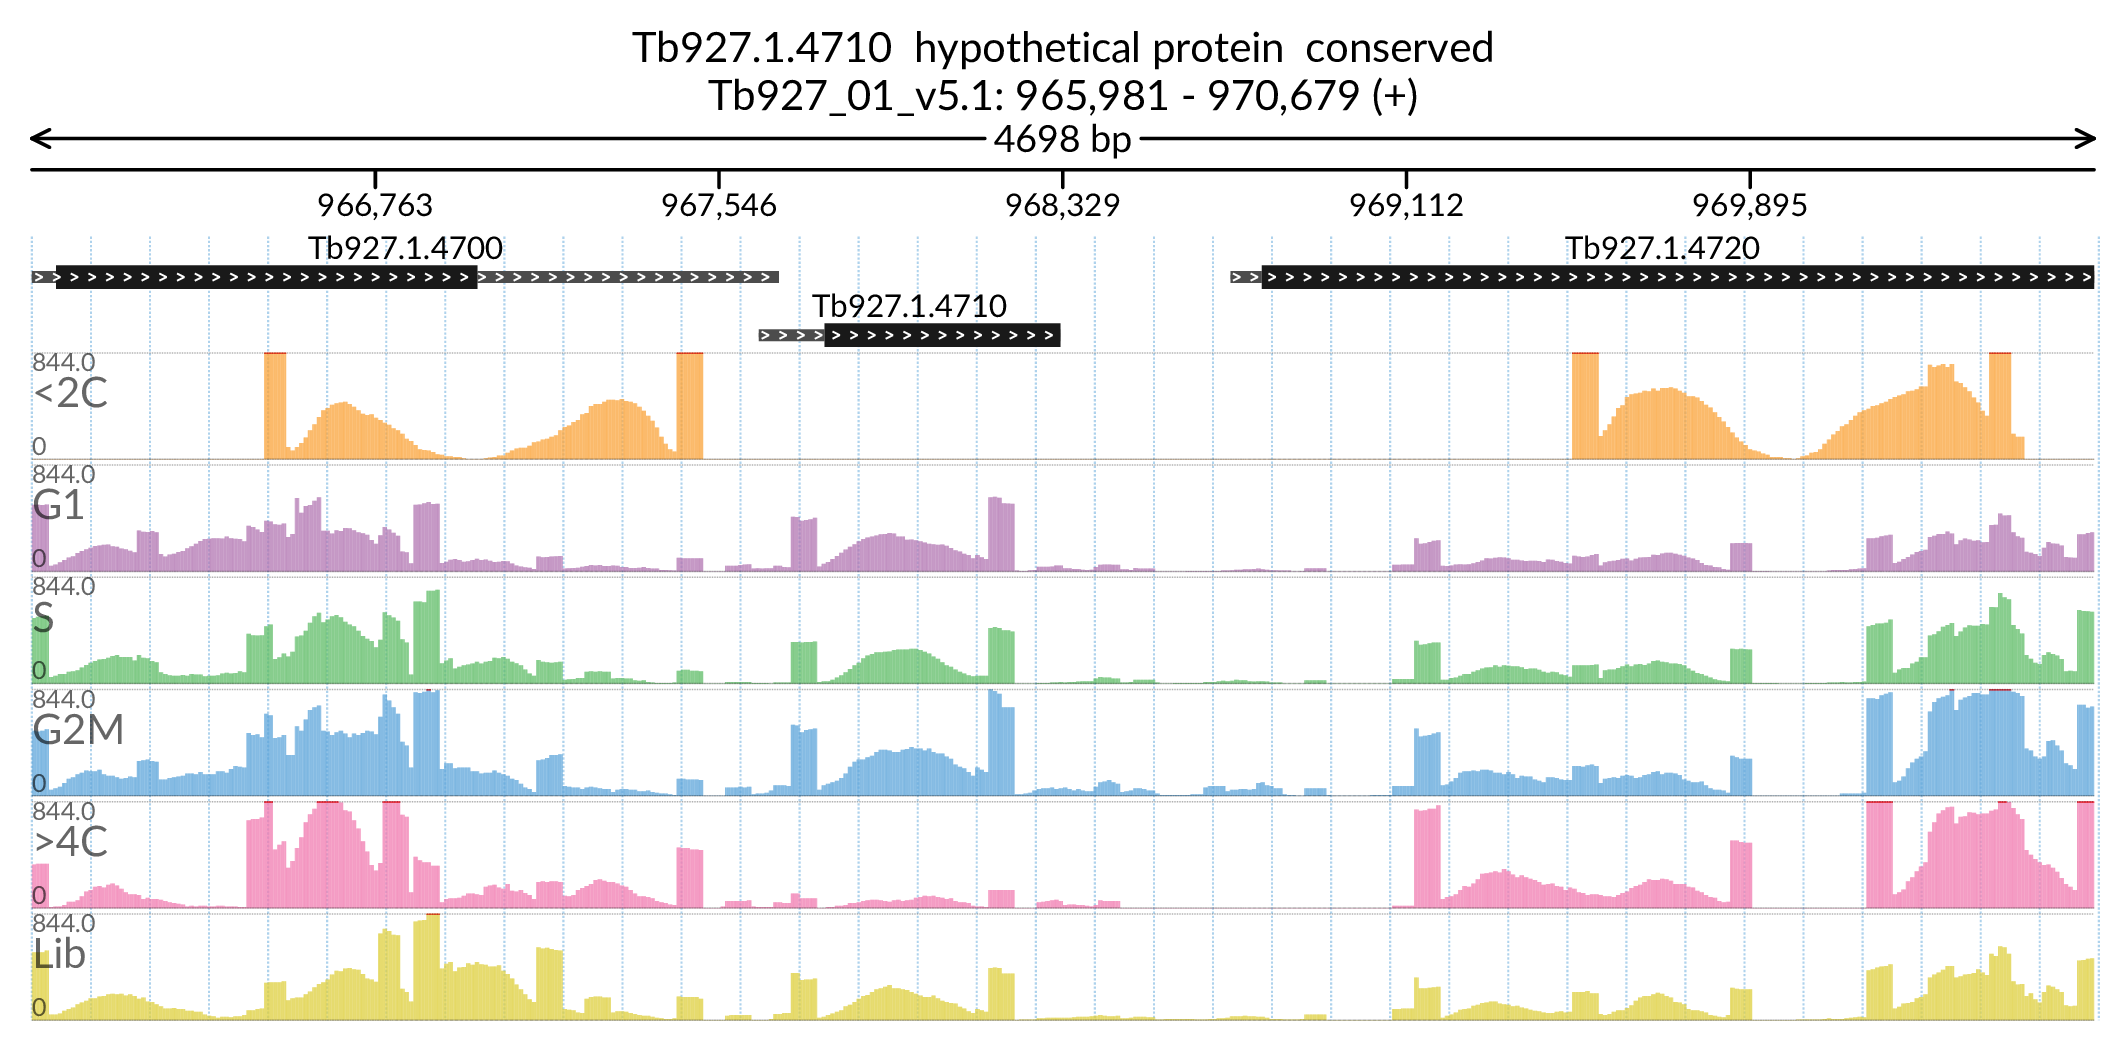 Tb927.1.4710  hypothetical protein  conserved
Tb927_01_v5.1: 965,981 - 970,679 (+)
4698 bp
966,763 967,546 968,329 969,112 969,895
Tb927.1.4700 Tb927.1.4720
Tb927.1.4710
844.0
<2C
0
844.0
G1
0
844.0
S
0
844.0
G2M
0
844.0
>4C
0
844.0
Lib
0